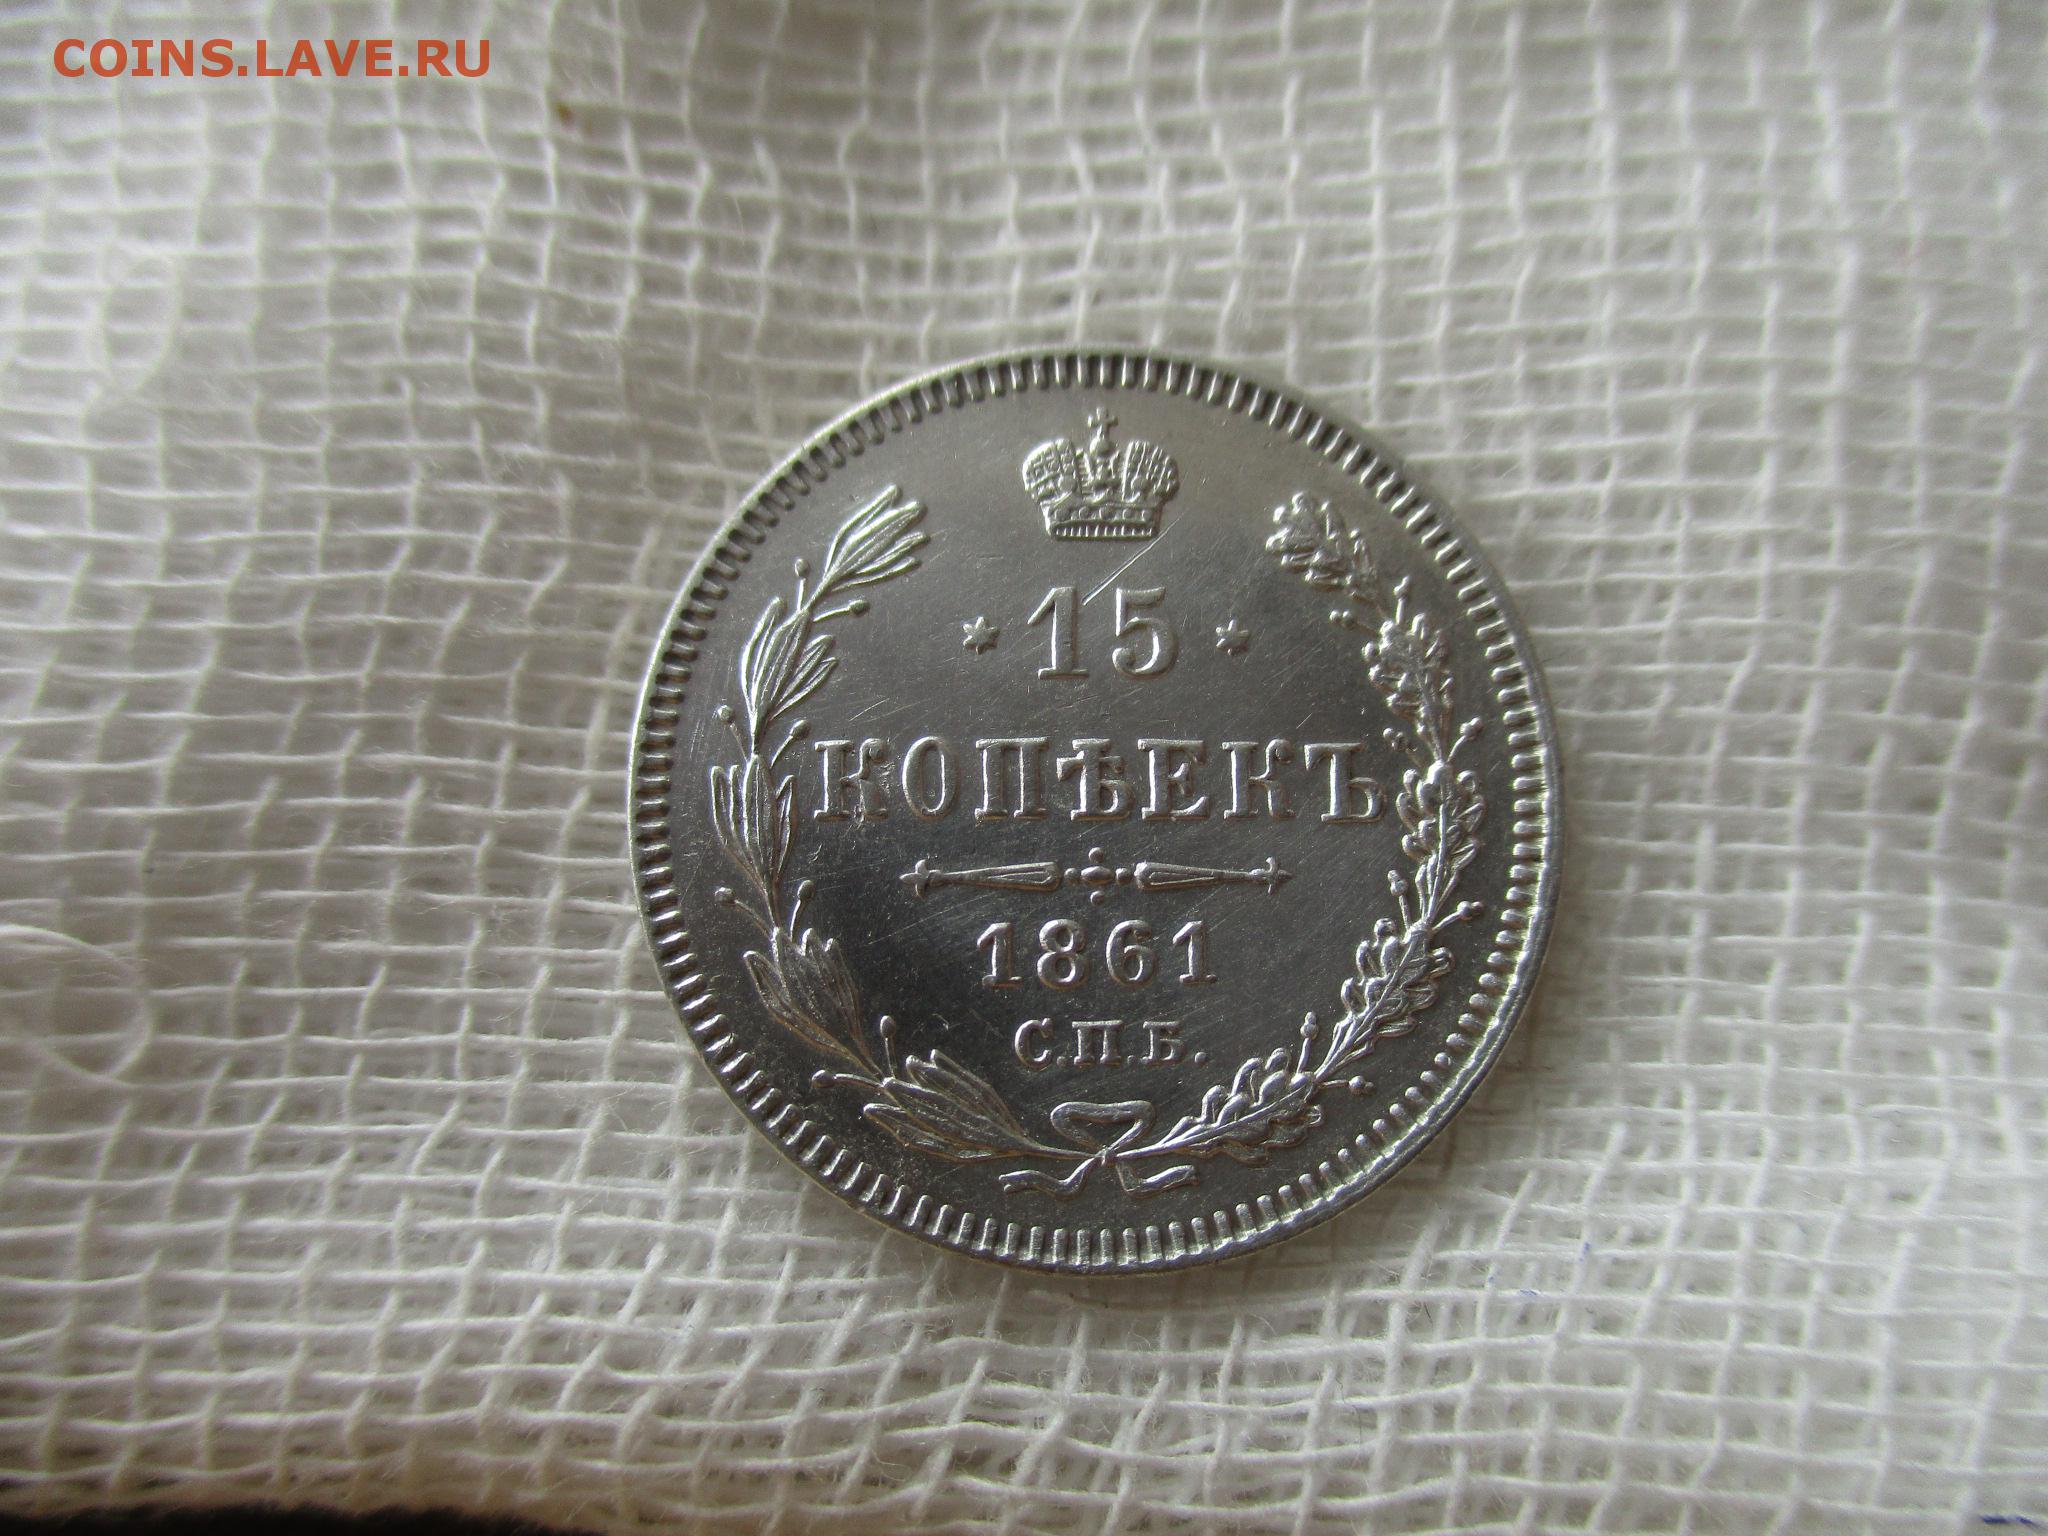 COINS.LAVE.RU
* 15 *
КОПѢЕКЪ
1861
С.П.Б.